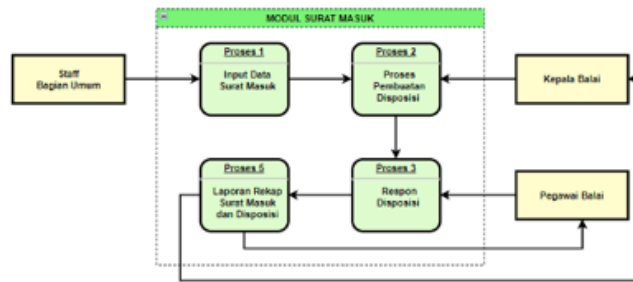 MODUL SURAT MASUK
Staff
Bagian Umum
Proses 1
Input Data
Surat Masuk
Proses 2
Proses
Pembuatan
Disposisi
Kepala Balai
Proses 5
Laporan Rekap
Surat Masuk
dan Disposisi
Proses 3
Respon
Disposisi
Pegawai Balai